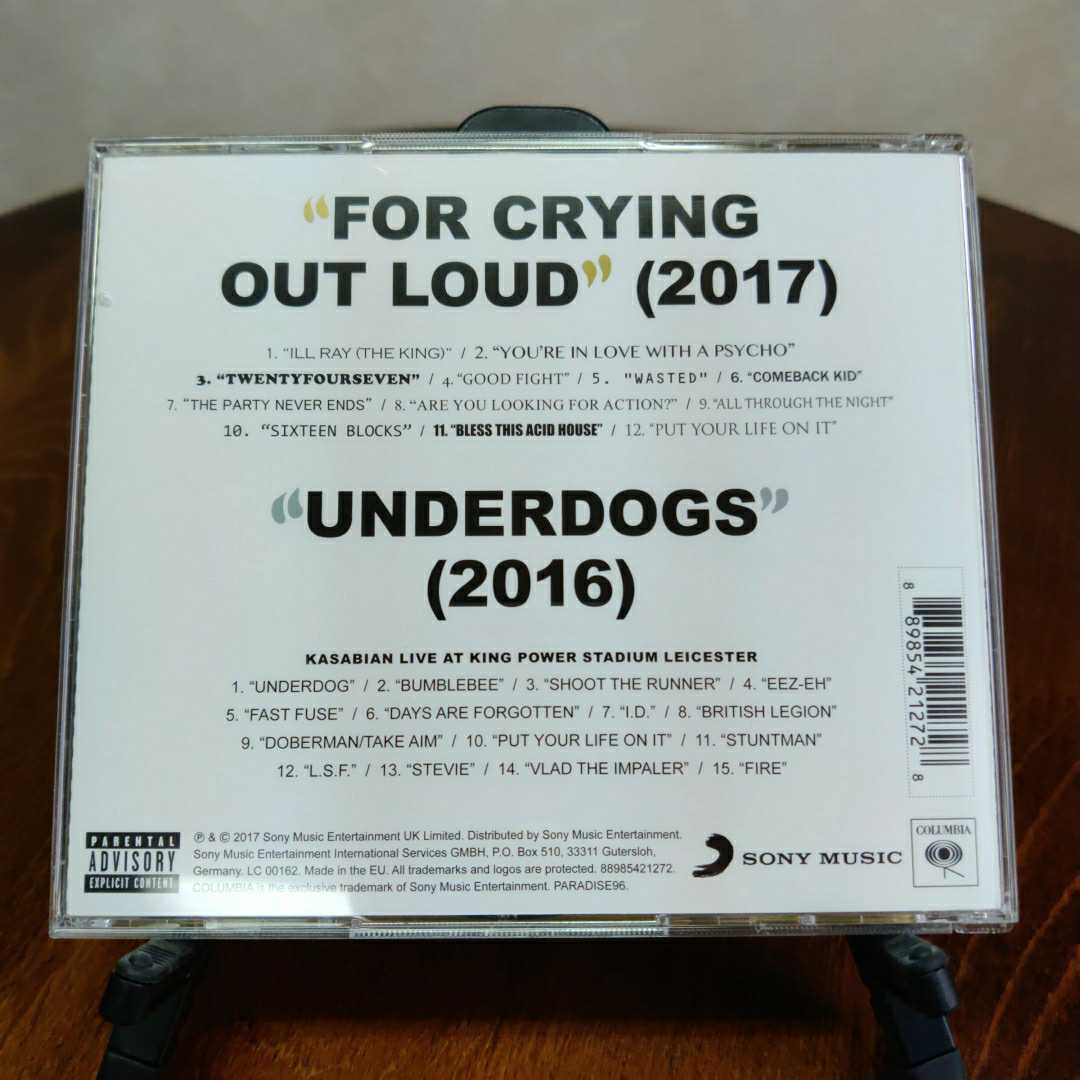 “FOR CRYING
OUT LOUD” (2017)
1. “ILL RAY (THE KING)” / 2. “YOU’RE IN LOVE WITH A PSYCHO”
3. “TWENTYFOURSEVEN” / 4. “GOOD FIGHT” / 5. "WASTED" / 6. “COMEBACK KID”
7. “THE PARTY NEVER ENDS” / 8. “ARE YOU LOOKING FOR ACTION?” / 9. “ALL THROUGH THE NIGHT”
10. “SIXTEEN BLOCKS” / 11. “BLESS THIS ACID HOUSE” / 12. “PUT YOUR LIFE ON IT”
“UNDERDOGS”
(2016)
KASABIAN LIVE AT KING POWER STADIUM LEICESTER
1. “UNDERDOG” / 2. “BUMBLEBEE” / 3. “SHOOT THE RUNNER” / 4. “EEZ-EH”
5. “FAST FUSE” / 6. “DAYS ARE FORGOTTEN” / 7. “I.D.” / 8. “BRITISH LEGION”
9. “DOBERMAN/TAKE AIM” / 10. “PUT YOUR LIFE ON IT” / 11. “STUNTMAN”
12. “L.S.F.” / 13. “STEVIE” / 14. “VLAD THE IMPALER” / 15. “FIRE”
8 89854 21272 8
PARENTAL
ADVISORY
EXPLICIT CONTENT
℗ & © 2017 Sony Music Entertainment UK Limited. Distributed by Sony Music Entertainment.
Sony Music Entertainment International Services GMBH, P.O. Box 510, 33311 Gutersloh,
Germany. LC 00162. Made in the EU. All trademarks and logos are protected. 88985421272.
COLUMBIA is the exclusive trademark of Sony Music Entertainment. PARADISE96.
SONY MUSIC
COLUMBIA